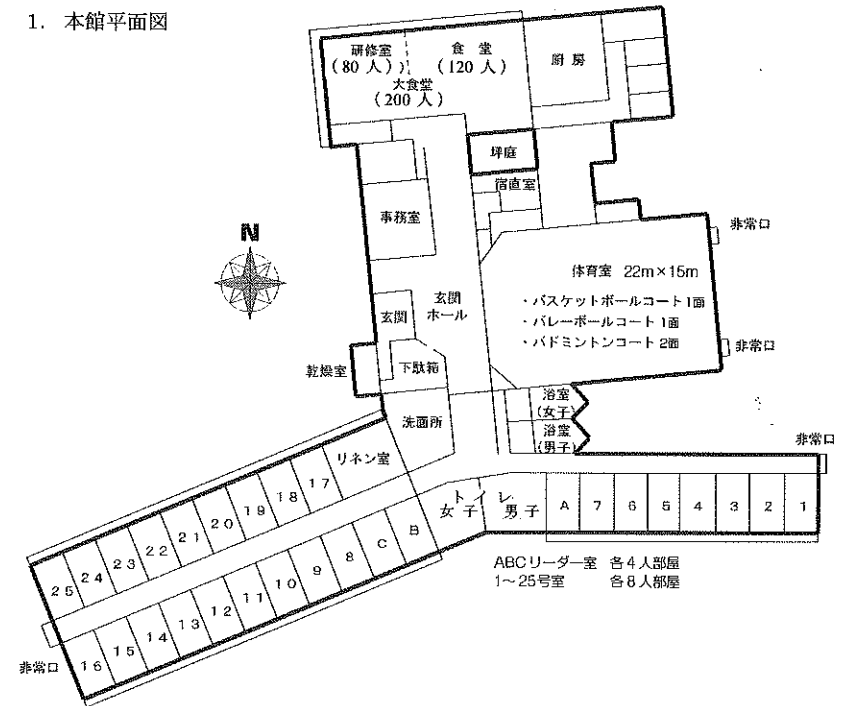 1. 本館平面図
研修室
(80人)
食堂
(120人)
大食堂
(200人)
厨房
坪庭
宿直室
事務室
N
非常口
体育室 22m×15m
・バスケットボールコート1面
・バレーボールコート1面
・バドミントンコート2面
玄関
ホール
玄関
非常口
乾燥室
下駄箱
浴室
(女子)
洗面所
浴室
(男子)
非常口
リネン室
17
18
19
20
21
22
23
24
25
トイレ
女子 男子
A 7 6 5 4 3 2 1
B
C
8
9
10
11
12
13
14
15
16
ABCリーダー室 各4人部屋
1~25号室 各8人部屋
非常口